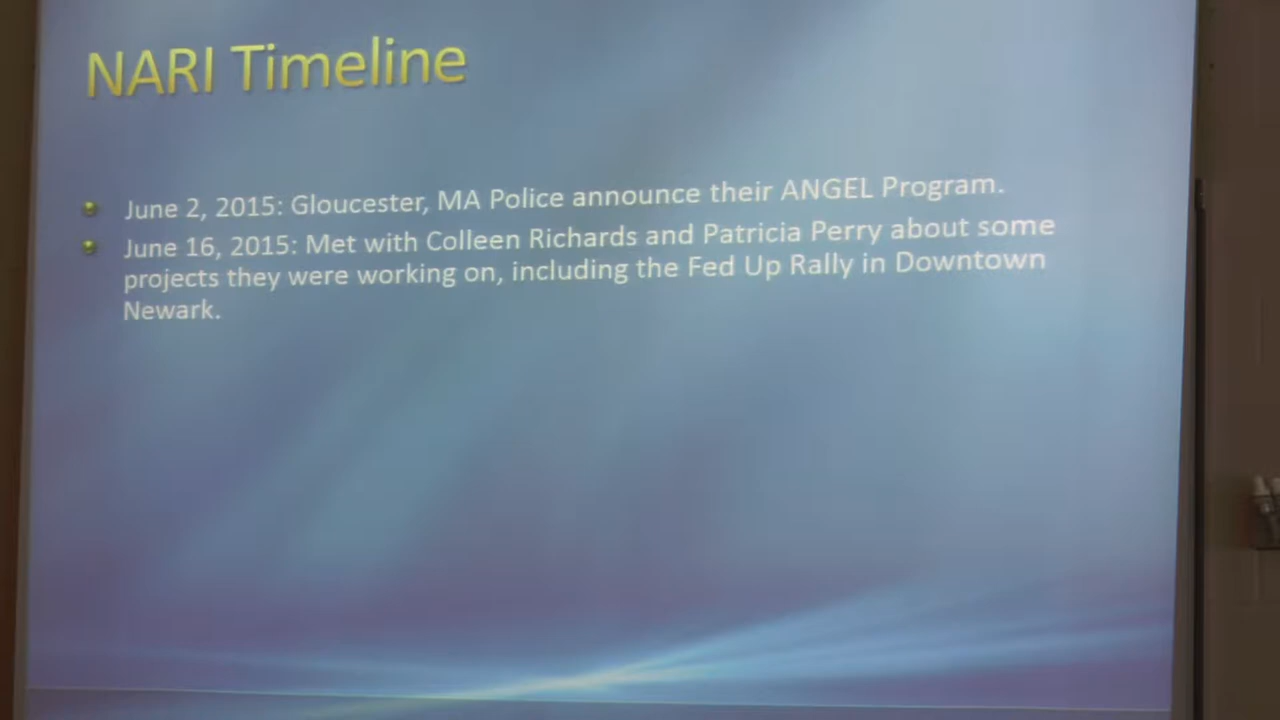 NARI Timeline
June 2, 2015: Gloucester, MA Police announce their ANGEL Program.
June 16, 2015: Met with Colleen Richards and Patricia Perry about some
projects they were working on, including the Fed Up Rally in Downtown
Newark.